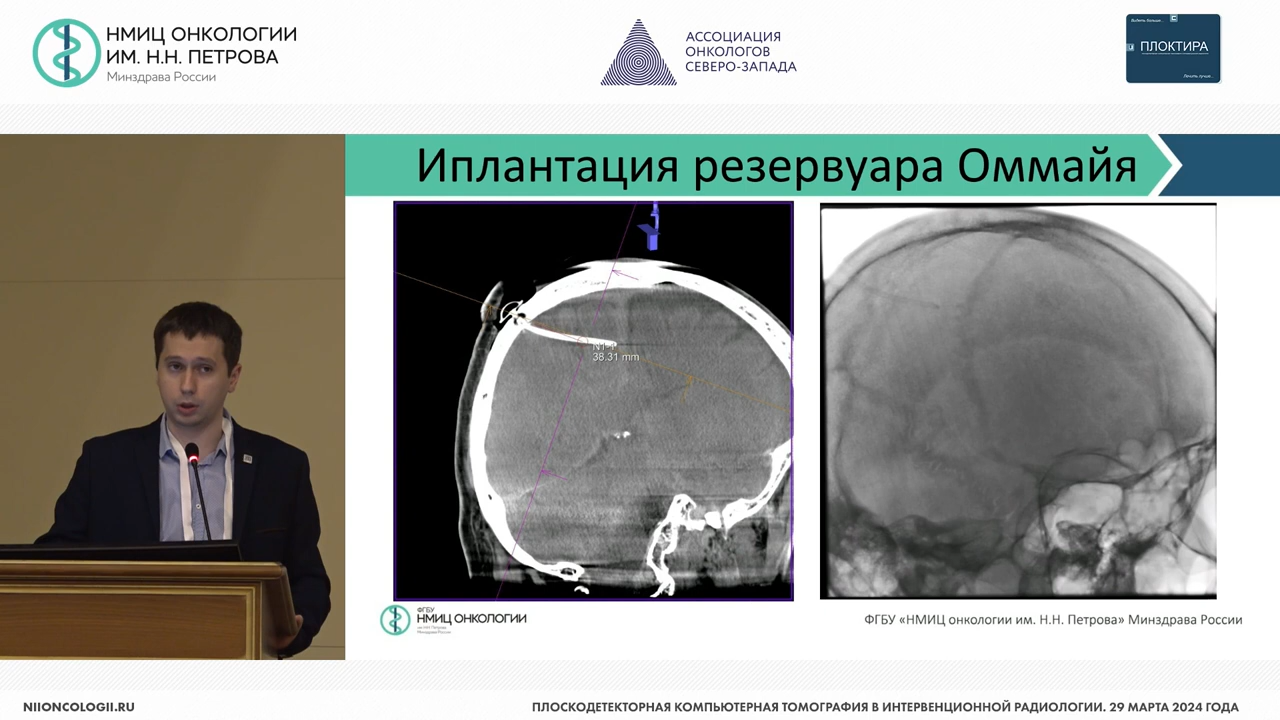 НМИЦ ОНКОЛОГИИ
ИМ. Н.Н. ПЕТРОВА
Минздрава России
АССОЦИАЦИЯ
ОНКОЛОГОВ
СЕВЕРО-ЗАПАДА
ПЛОКТИРА
Иплантация резервуара Оммайя
38.31 mm
ФГБУ
НМИЦ ОНКОЛОГИИ
ФГБУ «НМИЦ онкологии им. Н.Н. Петрова» Минздрава России
NIIONCOLOGII.RU
ПЛОСКОДЕТЕКТОРНАЯ КОМПЬЮТЕРНАЯ ТОМОГРАФИЯ В ИНТЕРВЕНЦИОННОЙ РАДИОЛОГИИ. 29 МАРТА 2024 ГОДА